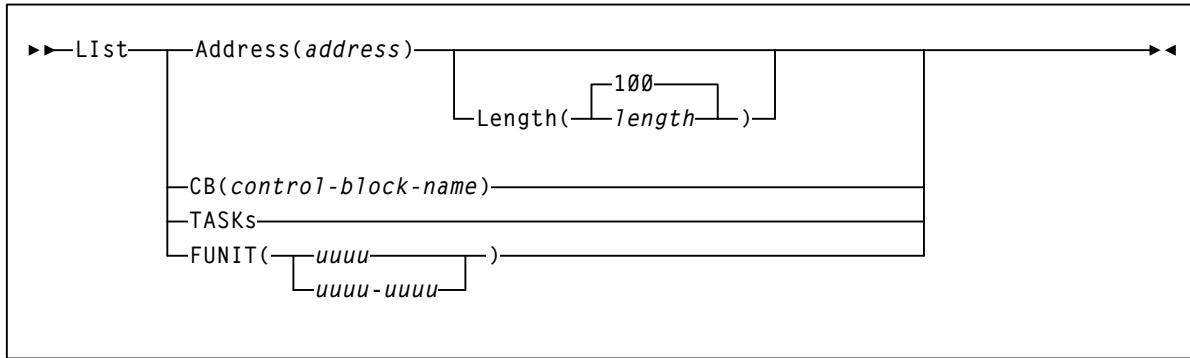 LIst Address(address)
100
Length( length )
CB(control-block-name)
TASKs
FUNIT( uuuu )
uuuu-uuuu